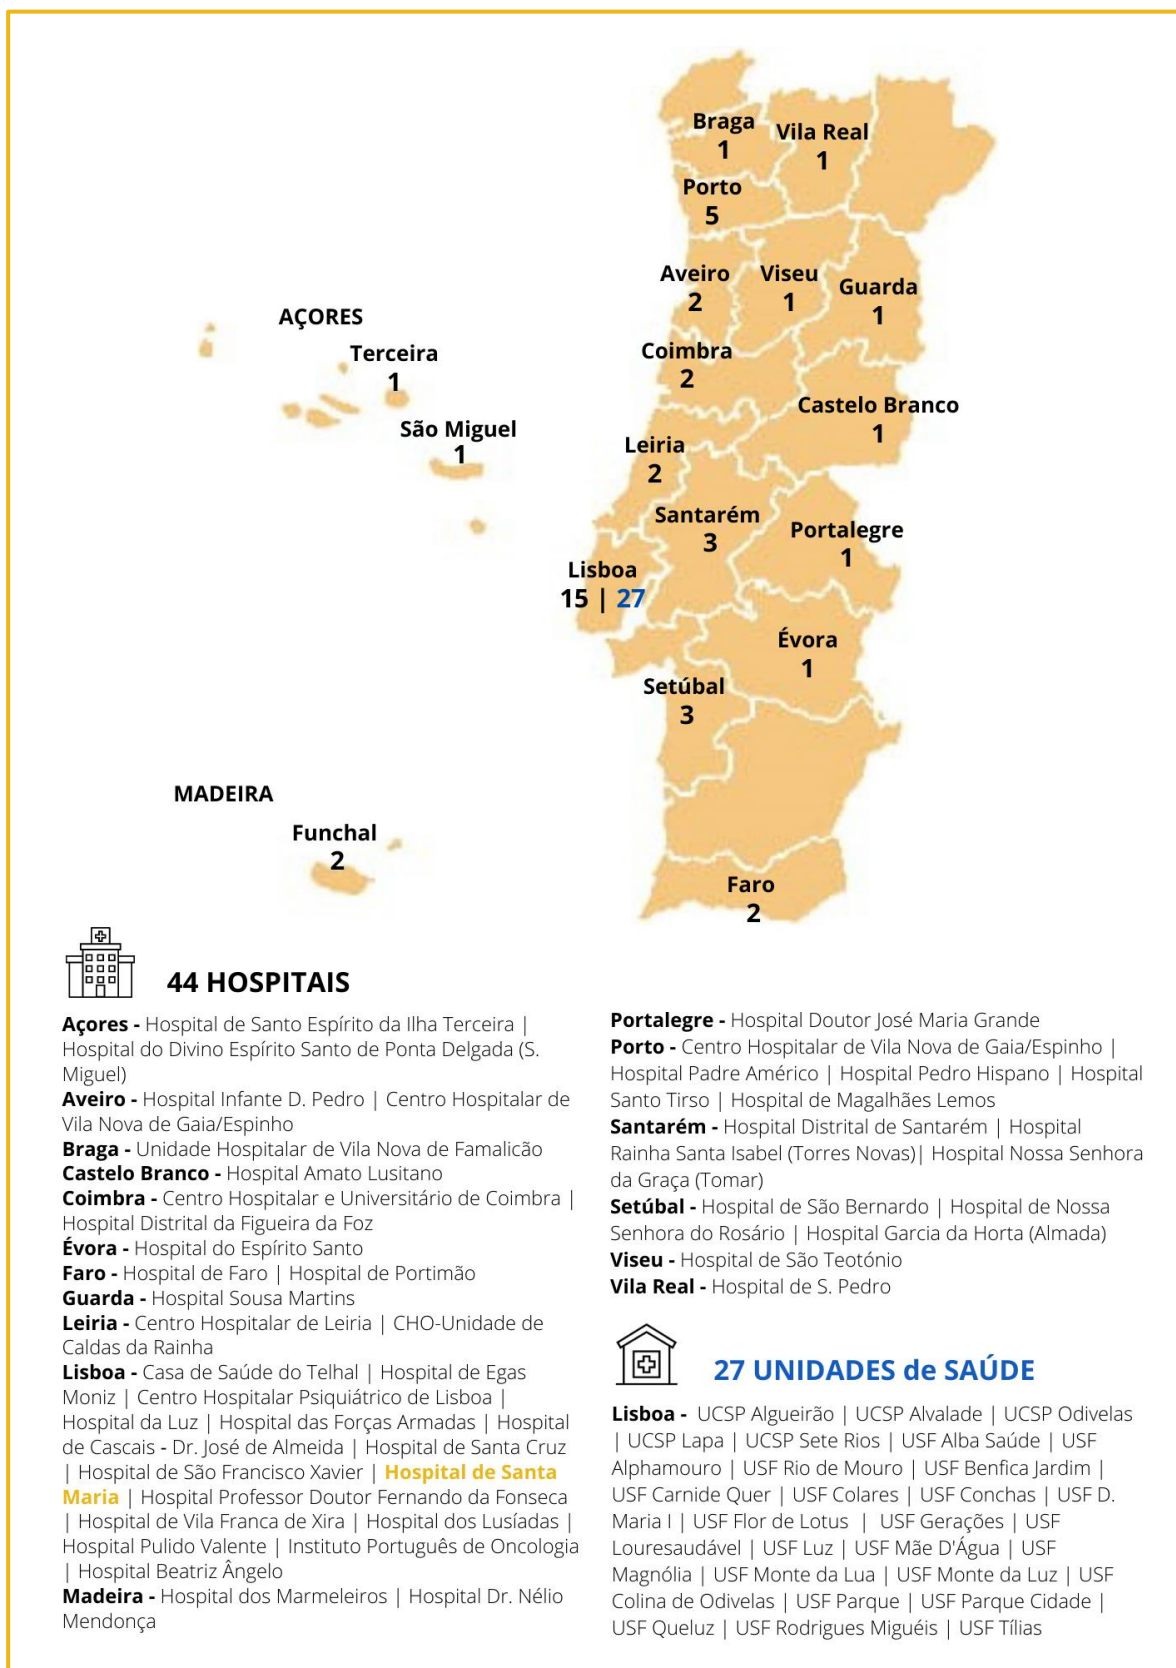 Braga
1
Vila Real
1
Porto
5
Aveiro
2
Viseu
1
Guarda
1
AÇORES
Terceira
1
São Miguel
1
Coimbra
2
Castelo Branco
1
Leiria
2
Santarém
3
Portalegre
1
Lisboa
15 | 27
Évora
1
Setúbal
3
MADEIRA
Funchal
2
Faro
2
44 HOSPITAIS
Açores - Hospital de Santo Espírito da Ilha Terceira |
Hospital do Divino Espírito Santo de Ponta Delgada (S.
Miguel)
Aveiro - Hospital Infante D. Pedro | Centro Hospitalar de
Vila Nova de Gaia/Espinho
Braga - Unidade Hospitalar de Vila Nova de Famalicão
Castelo Branco - Hospital Amato Lusitano
Coimbra - Centro Hospitalar e Universitário de Coimbra |
Hospital Distrital da Figueira da Foz
Évora - Hospital do Espírito Santo
Faro - Hospital de Faro | Hospital de Portimão
Guarda - Hospital Sousa Martins
Leiria - Centro Hospitalar de Leiria | CHO-Unidade de
Caldas da Rainha
Lisboa - Casa de Saúde do Telhal | Hospital de Egas
Moniz | Centro Hospitalar Psiquiátrico de Lisboa |
Hospital da Luz | Hospital das Forças Armadas | Hospital
de Cascais - Dr. José de Almeida | Hospital de Santa Cruz
| Hospital de São Francisco Xavier | Hospital de Santa
Maria | Hospital Professor Doutor Fernando da Fonseca
| Hospital de Vila Franca de Xira | Hospital dos Lusíadas |
Hospital Pulido Valente | Instituto Português de Oncologia
| Hospital Beatriz Ângelo
Madeira - Hospital dos Marmeleiros | Hospital Dr. Nélio
Mendonça
Portalegre - Hospital Doutor José Maria Grande
Porto - Centro Hospitalar de Vila Nova de Gaia/Espinho |
Hospital Padre Américo | Hospital Pedro Hispano | Hospital
Santo Tirso | Hospital de Magalhães Lemos
Santarém - Hospital Distrital de Santarém | Hospital
Rainha Santa Isabel (Torres Novas)| Hospital Nossa Senhora
da Graça (Tomar)
Setúbal - Hospital de São Bernardo | Hospital de Nossa
Senhora do Rosário | Hospital Garcia da Horta (Almada)
Viseu - Hospital de São Teotónio
Vila Real - Hospital de S. Pedro
27 UNIDADES de SAÚDE
Lisboa - UCSP Algueirão | UCSP Alvalade | UCSP Odivelas
| UCSP Lapa | UCSP Sete Rios | USF Alba Saúde | USF
Alphamouro | USF Rio de Mouro | USF Benfica Jardim |
USF Carnide Quer | USF Colares | USF Conchas | USF D.
Maria I | USF Flor de Lotus | USF Gerações | USF
Louresaudável | USF Luz | USF Mãe D'Água | USF
Magnólia | USF Monte da Lua | USF Monte da Luz | USF
Colina de Odivelas | USF Parque | USF Parque Cidade |
USF Queluz | USF Rodrigues Miguéis | USF Tílias